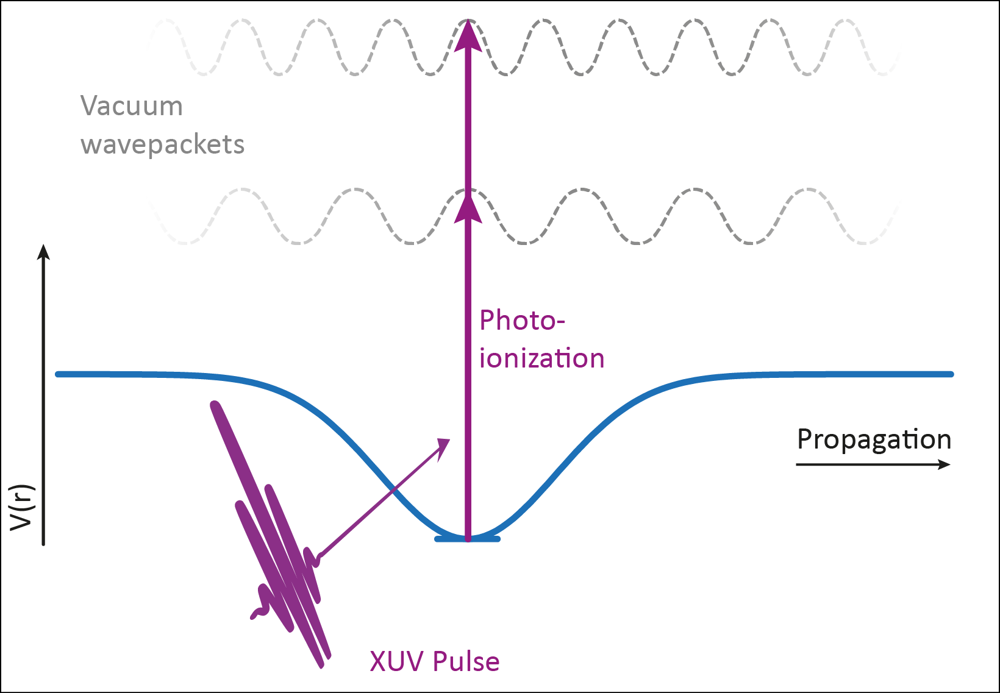 Vacuum
wavepackets
Photo-
ionization
Propagation
V(r)
XUV Pulse